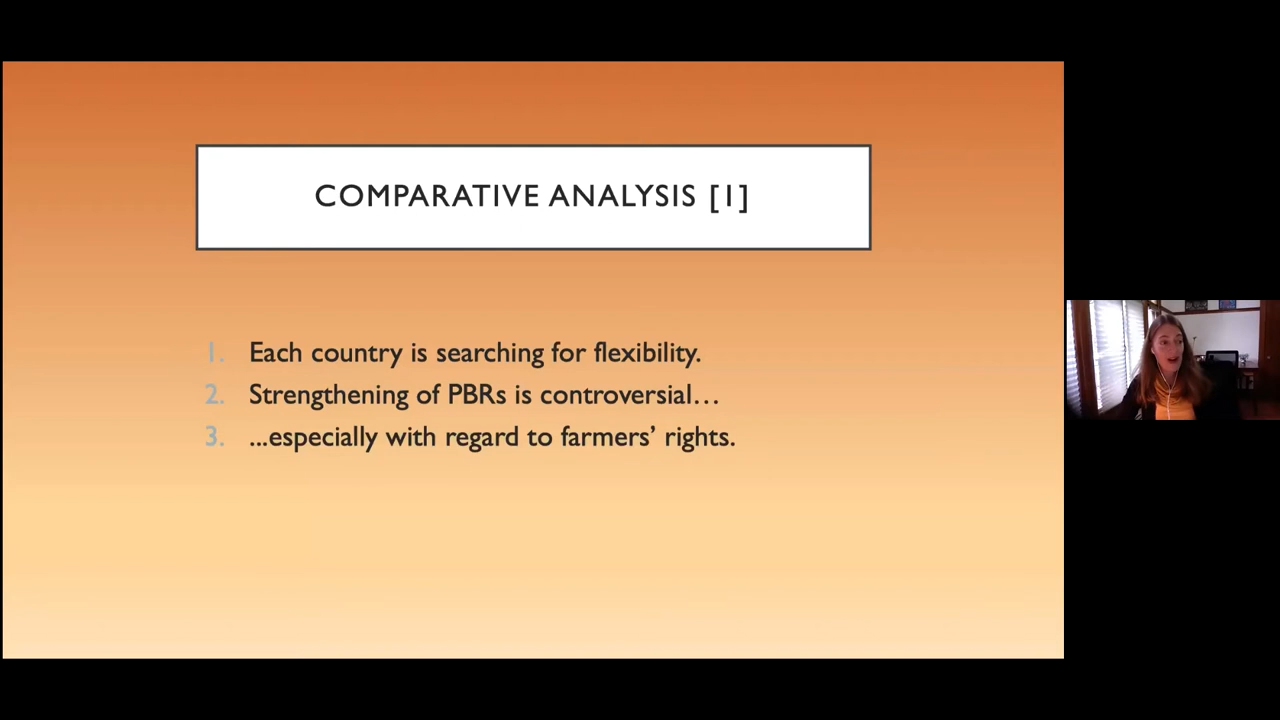 COMPARATIVE ANALYSIS [1]
1. Each country is searching for flexibility.
2. Strengthening of PBRs is controversial…
3. ...especially with regard to farmers’ rights.